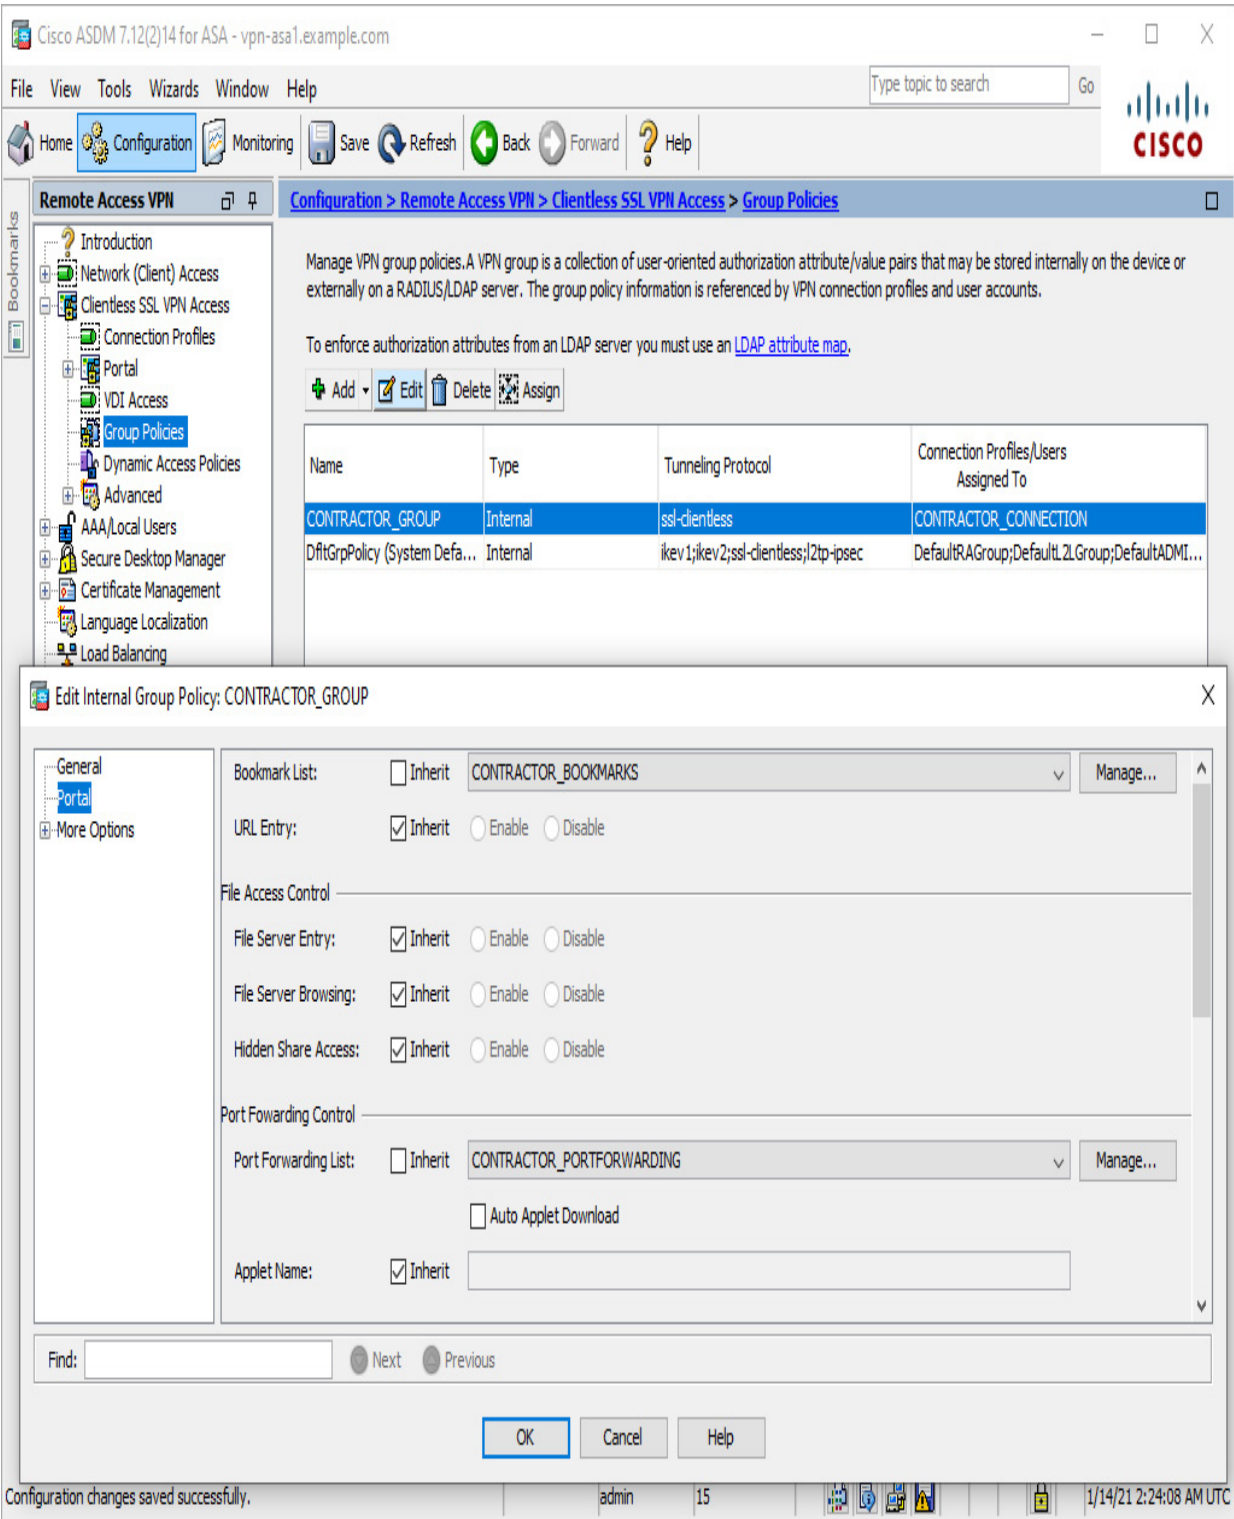 Cisco ASDM 7.12(2)14 for ASA - vpn-asa1.example.com
File View Tools Wizards Window Help
Type topic to search Go
CISCO
Home Configuration Monitoring Save Refresh Back Forward Help
Bookmarks
Remote Access VPN
Configuration > Remote Access VPN > Clientless SSL VPN Access > Group Policies
Introduction
Network (Client) Access
Clientless SSL VPN Access
Connection Profiles
Portal
VDI Access
Group Policies
Dynamic Access Policies
Advanced
AAA/Local Users
Secure Desktop Manager
Certificate Management
Language Localization
Load Balancing
Manage VPN group policies.A VPN group is a collection of user-oriented authorization attribute/value pairs that may be stored internally on the device or
externally on a RADIUS/LDAP server. The group policy information is referenced by VPN connection profiles and user accounts.
To enforce authorization attributes from an LDAP server you must use an LDAP attribute map.
Add Edit Delete Assign
Name Type Tunneling Protocol Connection Profiles/Users
Assigned To
CONTRACTOR_GROUP Internal ssl-clientless CONTRACTOR_CONNECTION
DfltGrpPolicy (System Defa... Internal ikev1;ikev2;ssl-clientless;l2tp-ipsec DefaultRAGroup;DefaultL2LGroup;DefaultADMI...
Edit Internal Group Policy: CONTRACTOR_GROUP
General
Portal
More Options
Bookmark List: Inherit CONTRACTOR_BOOKMARKS Manage...
URL Entry: Inherit Enable Disable
File Access Control
File Server Entry: Inherit Enable Disable
File Server Browsing: Inherit Enable Disable
Hidden Share Access: Inherit Enable Disable
Port Fowarding Control
Port Forwarding List: Inherit CONTRACTOR_PORTFORWARDING Manage...
Auto Applet Download
Applet Name: Inherit
Find: Next Previous
OK Cancel Help
Configuration changes saved successfully. admin 15 1/14/21 2:24:08 AM UTC